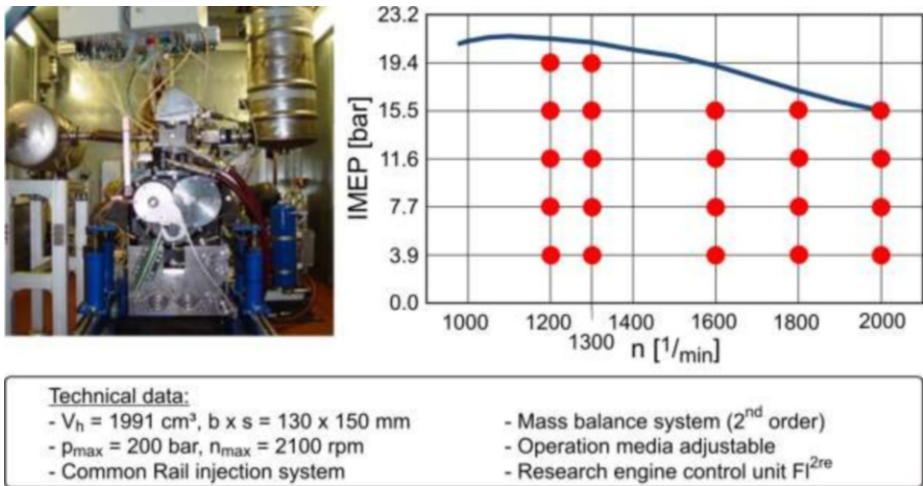 23.2
19.4
15.5
11.6
7.7
3.9
0.0
IMEP [bar]
1000 1200 1400 1600 1800 2000
1300
n [1/min]
Technical data:
- Vh = 1991 cm³, b x s = 130 x 150 mm
- pmax = 200 bar, nmax = 2100 rpm
- Common Rail injection system
- Mass balance system (2nd order)
- Operation media adjustable
- Research engine control unit FI2re